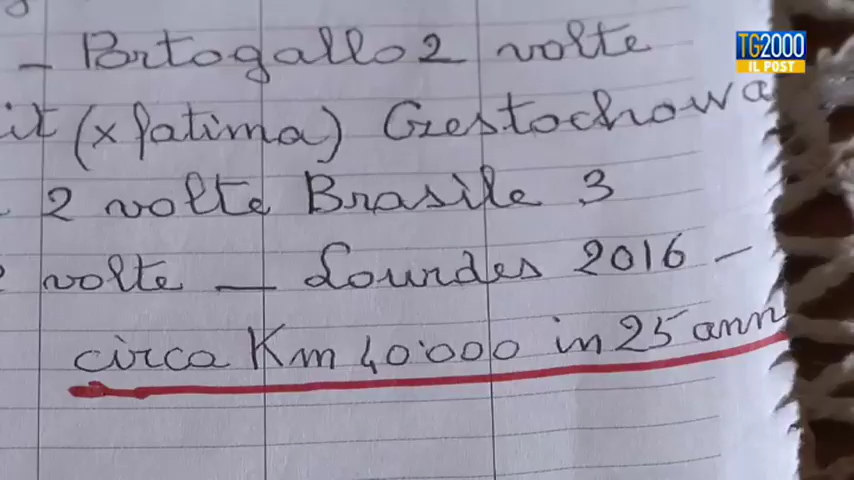 - Portogallo 2 volte
TG2000
IL POST
(x fatima) Czestochowa
2 volte Brasile 3
volte - Lourdes 2016 -
circa Km 40.000 in 25 ann